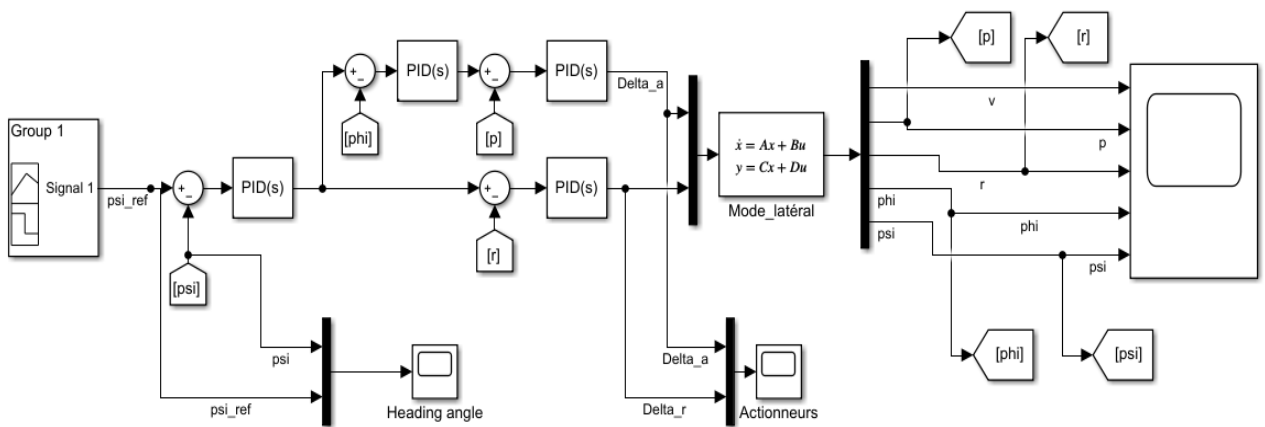 [p]
[r]
+
_
PID(s)
+
_
PID(s)
Delta_a
v
Group 1
[phi]
[p]
ẋ = Ax + Bu
y = Cx + Du
p
Signal 1
psi_ref
+
_
PID(s)
+
_
PID(s)
r
Mode_latéral
phi
phi
psi
psi
[r]
[psi]
psi
Delta_a
[phi]
[psi]
psi_ref
Heading angle
Delta_r
Actionneurs